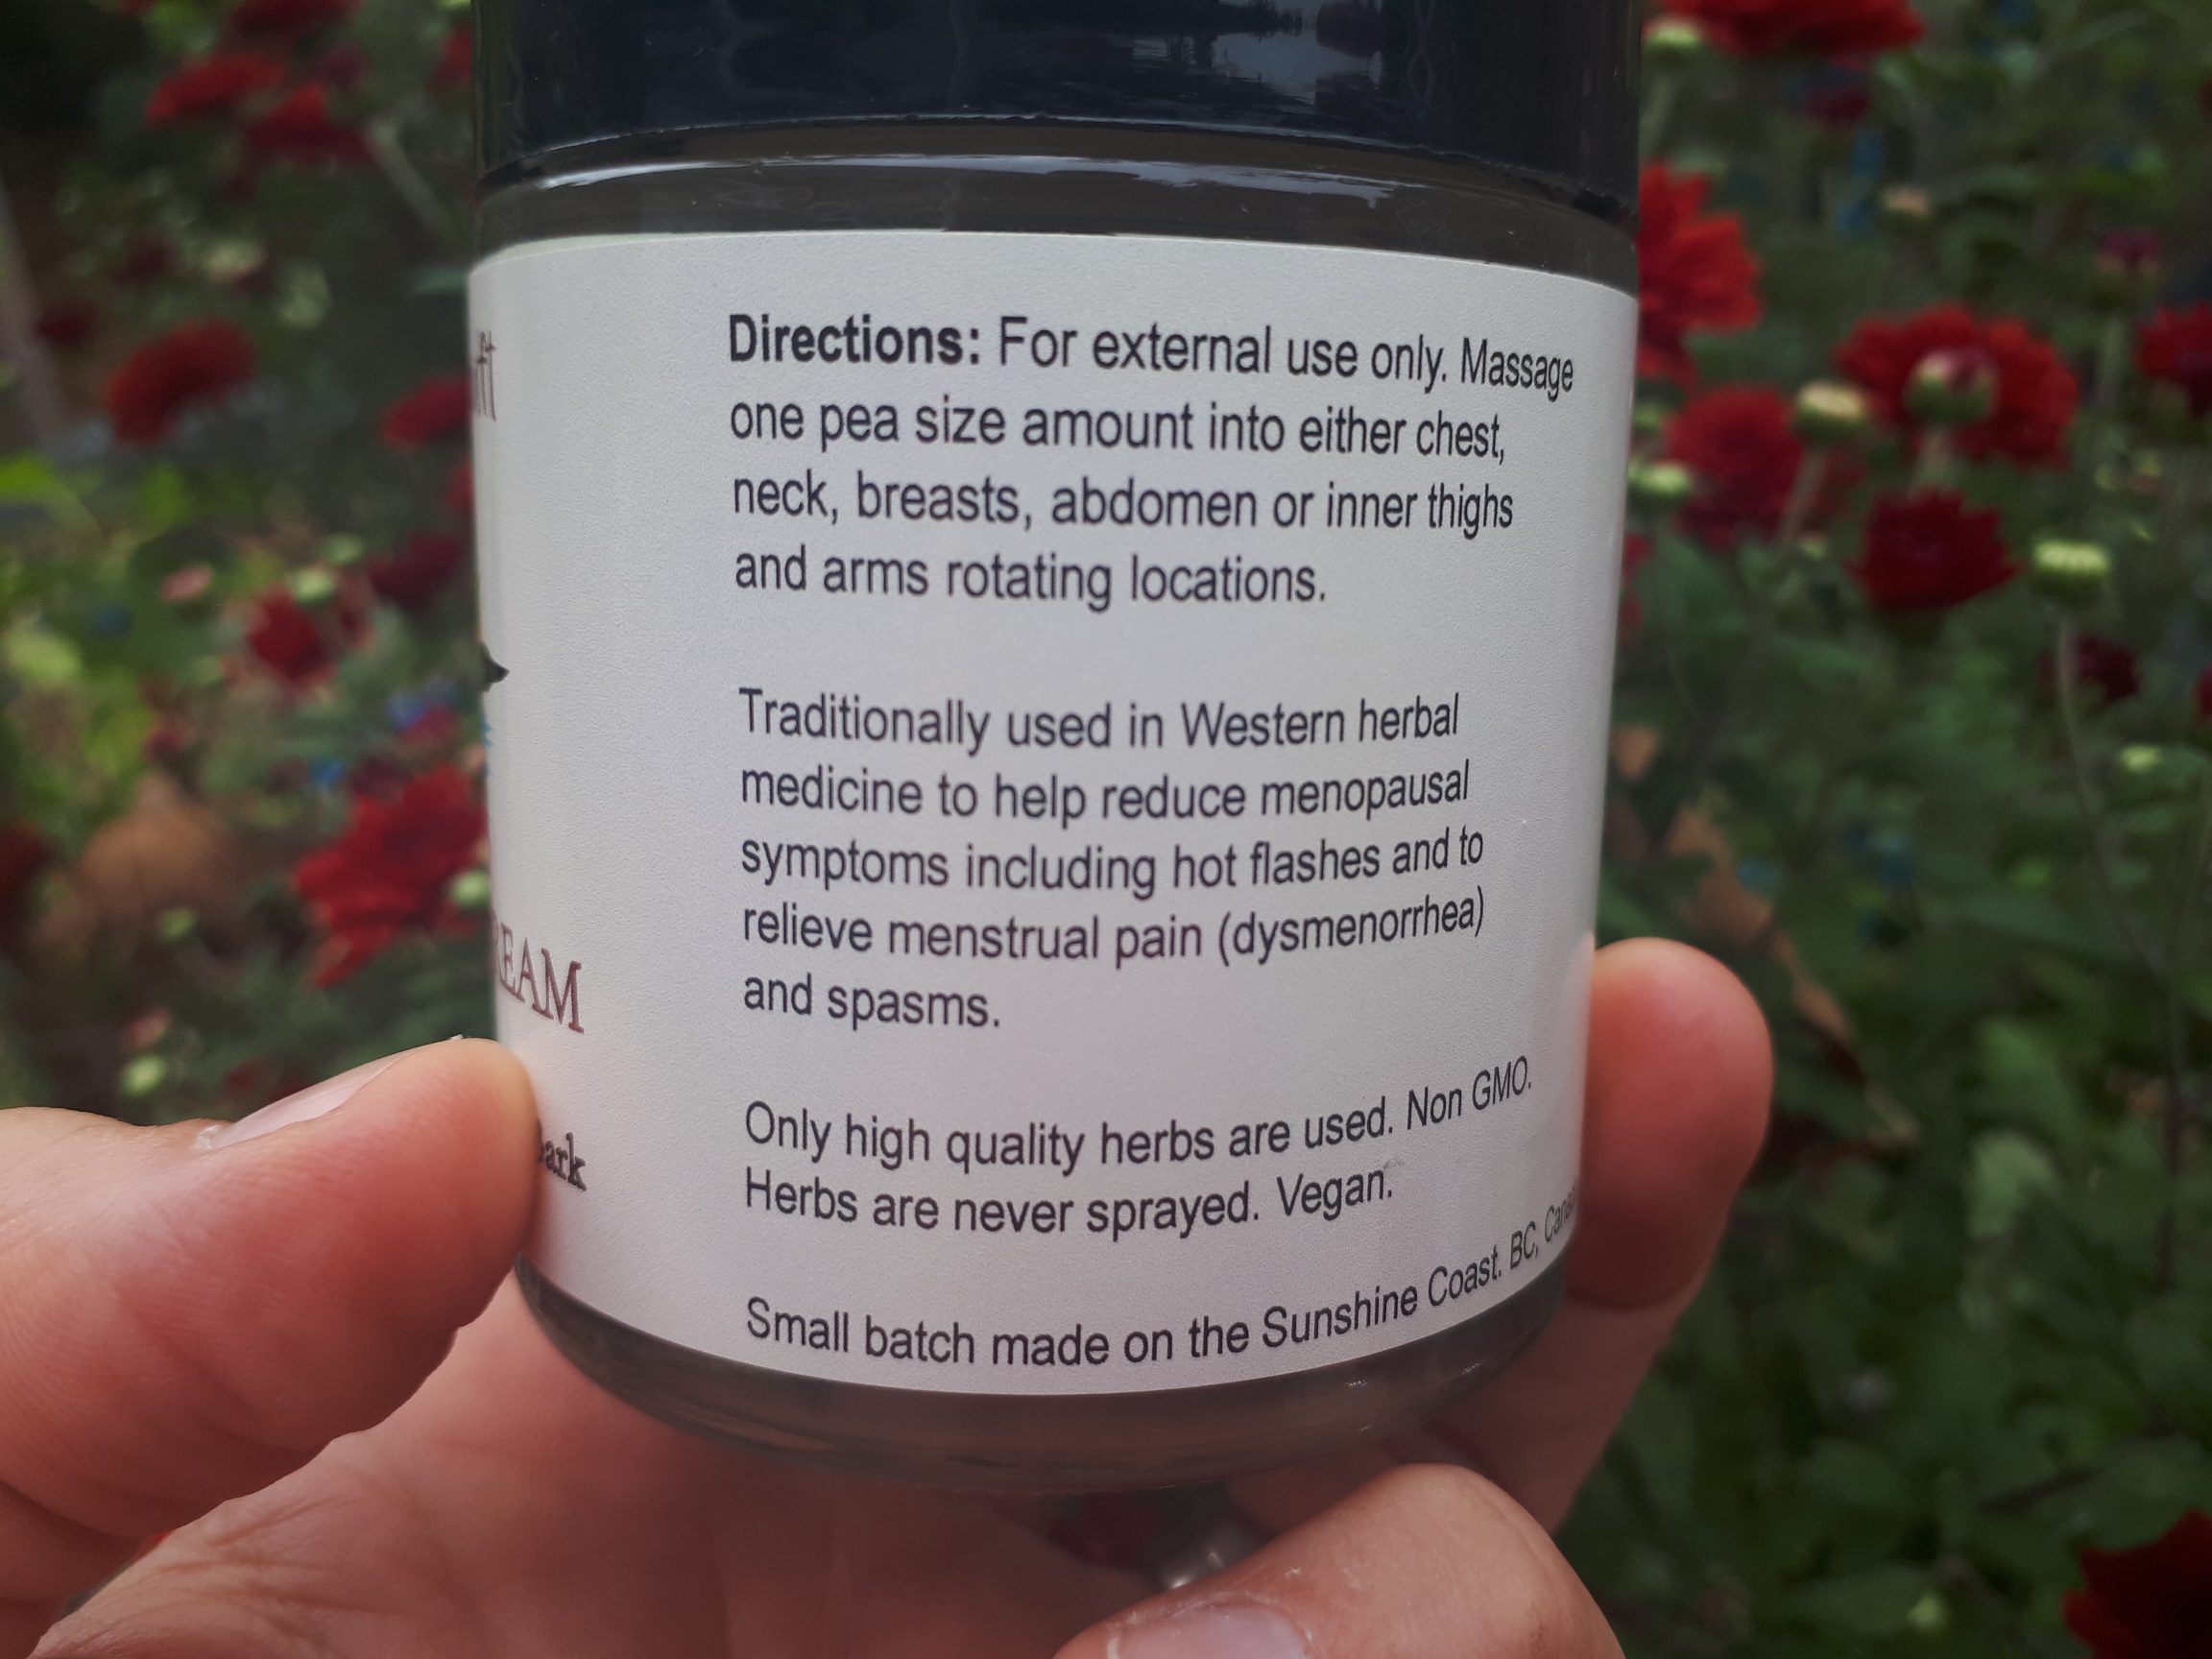 Directions: For external use only. Massage
one pea size amount into either chest,
neck, breasts, abdomen or inner thighs
and arms rotating locations.
Traditionally used in Western herbal
medicine to help reduce menopausal
symptoms including hot flashes and to
relieve menstrual pain (dysmenorrhea)
and spasms.
Only high quality herbs are used. Non GMO.
Herbs are never sprayed. Vegan.
Small batch made on the Sunshine Coast. BC,